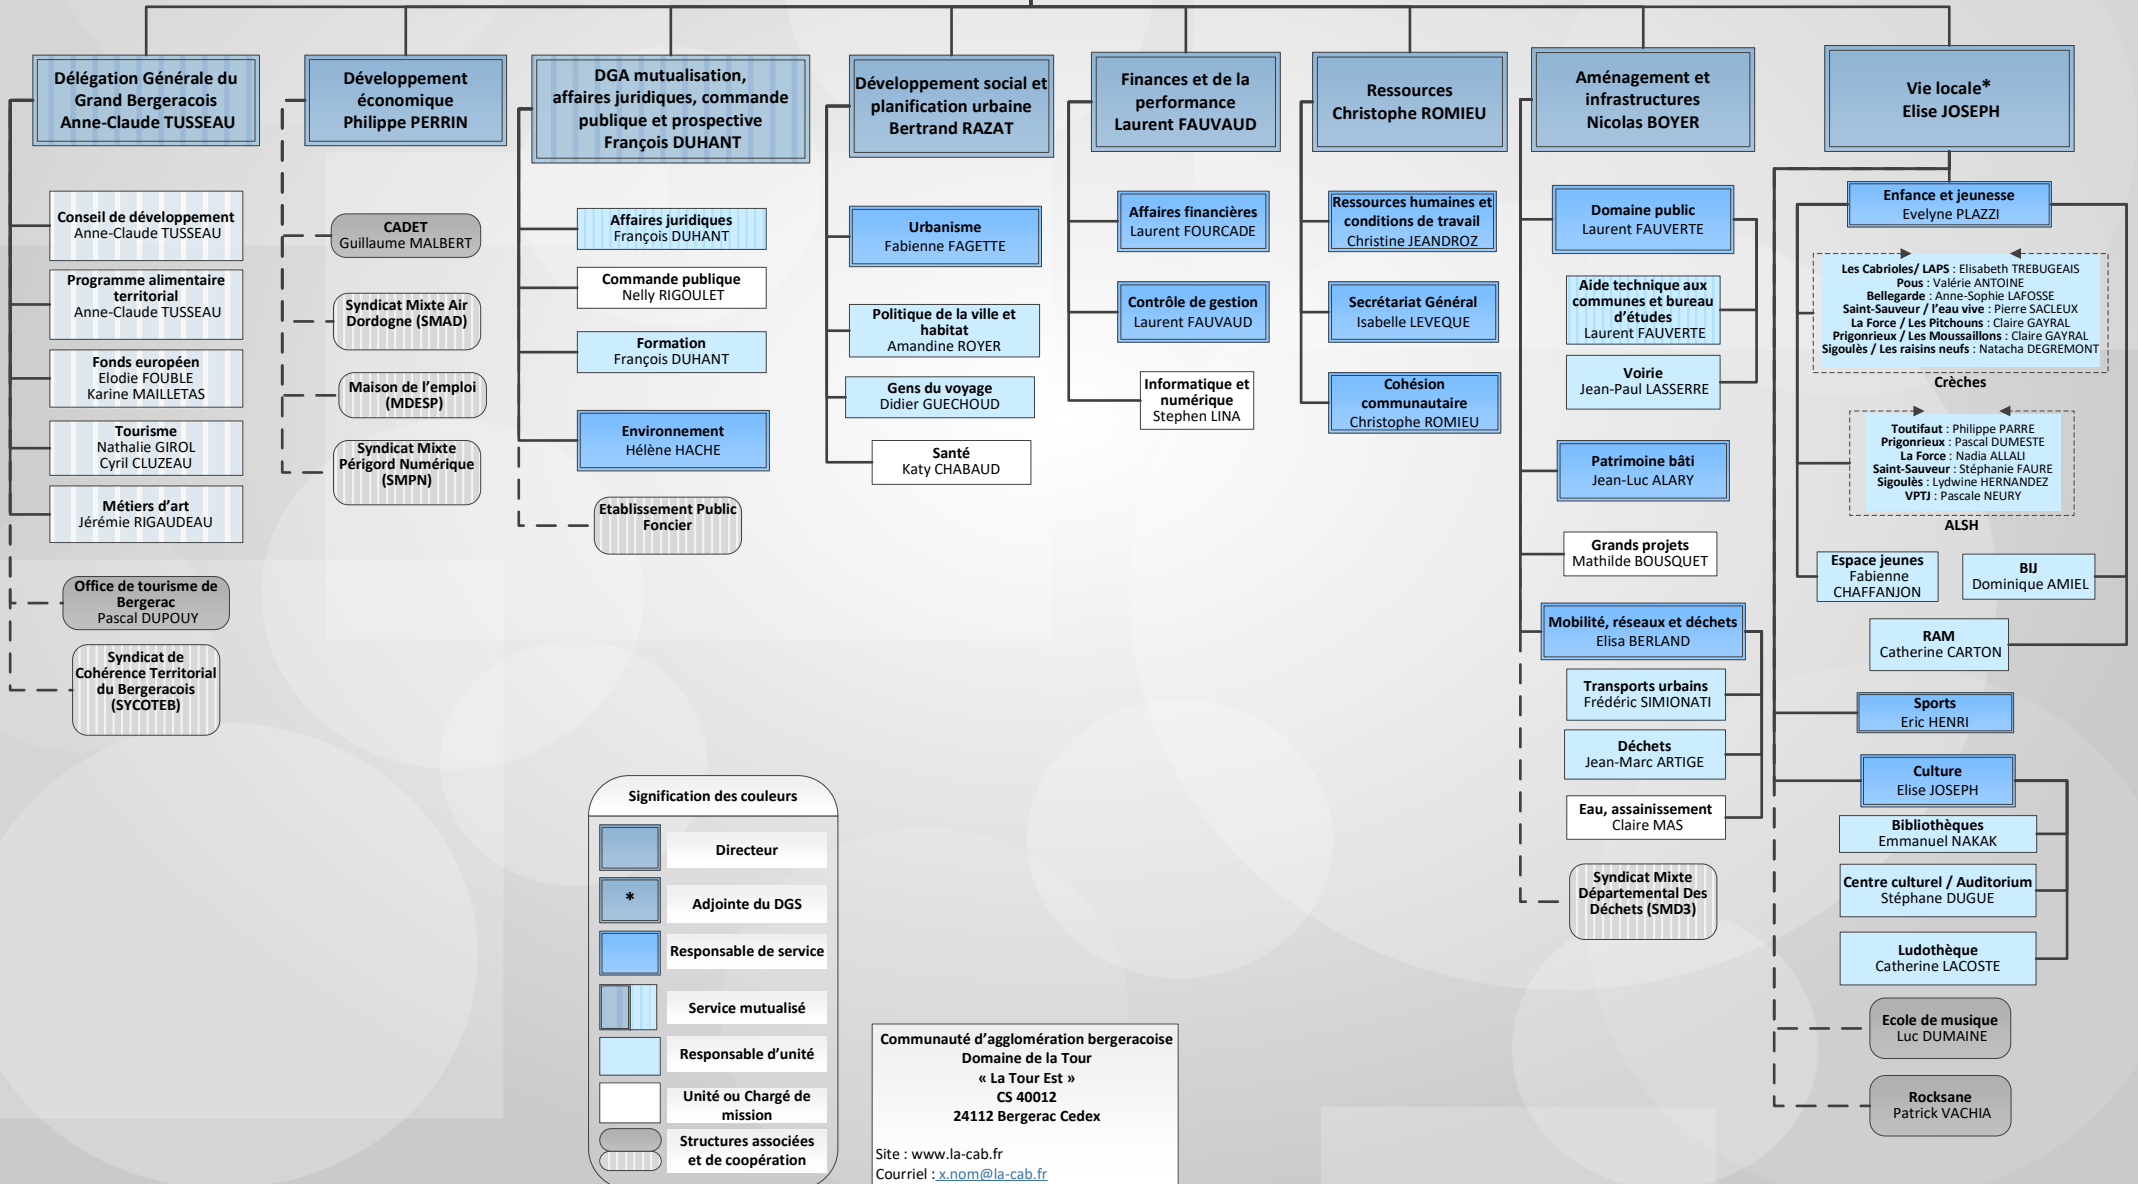 Délégation Générale du
Grand Bergeracois
Anne-Claude TUSSEAU
Conseil de développement
Anne-Claude TUSSEAU
Programme alimentaire
territorial
Anne-Claude TUSSEAU
Fonds européen
Elodie FOUBLE
Karine MAILLETAS
Tourisme
Nathalie GIROL
Cyril CLUZEAU
Métiers d'art
Jérémie RIGAUDEAU
Office de tourisme de
Bergerac
Pascal DUPOUY
Syndicat de
Cohérence Territorial
du Bergeracois
(SYCOTEB)
Développement
économique
Philippe PERRIN
CADET
Guillaume MALBERT
Syndicat Mixte Air
Dordogne (SMAD)
Maison de l'emploi
(MDESP)
Syndicat Mixte
Périgord Numérique
(SMPN)
DGA mutualisation,
affaires juridiques, commande
publique et prospective
François DUHANT
Affaires juridiques
François DUHANT
Commande publique
Nelly RIGOULET
Formation
François DUHANT
Environnement
Hélène HACHE
Etablissement Public
Foncier
Développement social et
planification urbaine
Bertrand RAZAT
Urbanisme
Fabienne FAGETTE
Politique de la ville et
habitat
Amandine ROYER
Gens du voyage
Didier GUECHOUD
Santé
Katy CHABAUD
Finances et de la
performance
Laurent FAUVAUD
Affaires financières
Laurent FOURCADE
Contrôle de gestion
Laurent FAUVAUD
Informatique et
numérique
Stephen LINA
Ressources
Christophe ROMIEU
Ressources humaines et
conditions de travail
Christine JEANDROZ
Secrétariat Général
Isabelle LEVEQUE
Cohésion
communautaire
Christophe ROMIEU
Aménagement et
infrastructures
Nicolas BOYER
Domaine public
Laurent FAUVERTE
Aide technique aux
communes et bureau
d'études
Laurent FAUVERTE
Voirie
Jean-Paul LASSERRE
Patrimoine bâti
Jean-Luc ALARY
Grands projets
Mathilde BOUSQUET
Mobilité, réseaux et déchets
Elisa BERLAND
Transports urbains
Frédéric SIMIONATI
Déchets
Jean-Marc ARTIGE
Eau, assainissement
Claire MAS
Syndicat Mixte
Départemental Des
Déchets (SMD3)
Vie locale*
Elise JOSEPH
Enfance et jeunesse
Evelyne PLAZZI
Les Cabrioles/ LAPS : Elisabeth TREBUGEAIS
Pous : Valérie ANTOINE
Bellegarde : Anne-Sophie LAFOSSE
Saint-Sauveur / l'eau vive : Pierre SACLEUX
La Force / Les Pitchouns : Claire GAYRAL
Prigonrieux / Les Moussaillons : Claire GAYRAL
Sigoulès / Les raisins neufs : Natacha DEGREMONT
Crèches
Toutifaut : Philippe PARRE
Prigonrieux : Pascal DUMESTE
La Force : Nadia ALLALI
Saint-Sauveur : Stéphanie FAURE
Sigoulès : Lydwine HERNANDEZ
VPTJ : Pascale NEURY
ALSH
Espace jeunes
Fabienne
CHAFFANJON
BIJ
Dominique AMIEL
RAM
Catherine CARTON
Sports
Eric HENRI
Culture
Elise JOSEPH
Bibliothèques
Emmanuel NAKAK
Centre culturel / Auditorium
Stéphane DUGUE
Ludothèque
Catherine LACOSTE
Ecole de musique
Luc DUMAINE
Rocksane
Patrick VACHIA
Signification des couleurs
Directeur
*
Adjointe du DGS
Responsable de service
Service mutualisé
Responsable d'unité
Unité ou Chargé de
mission
Structures associées
et de coopération
Communauté d'agglomération bergeracoise
Domaine de la Tour
« La Tour Est »
CS 40012
24112 Bergerac Cedex
Site : www.la-cab.fr
Courriel : x.nom@la-cab.fr